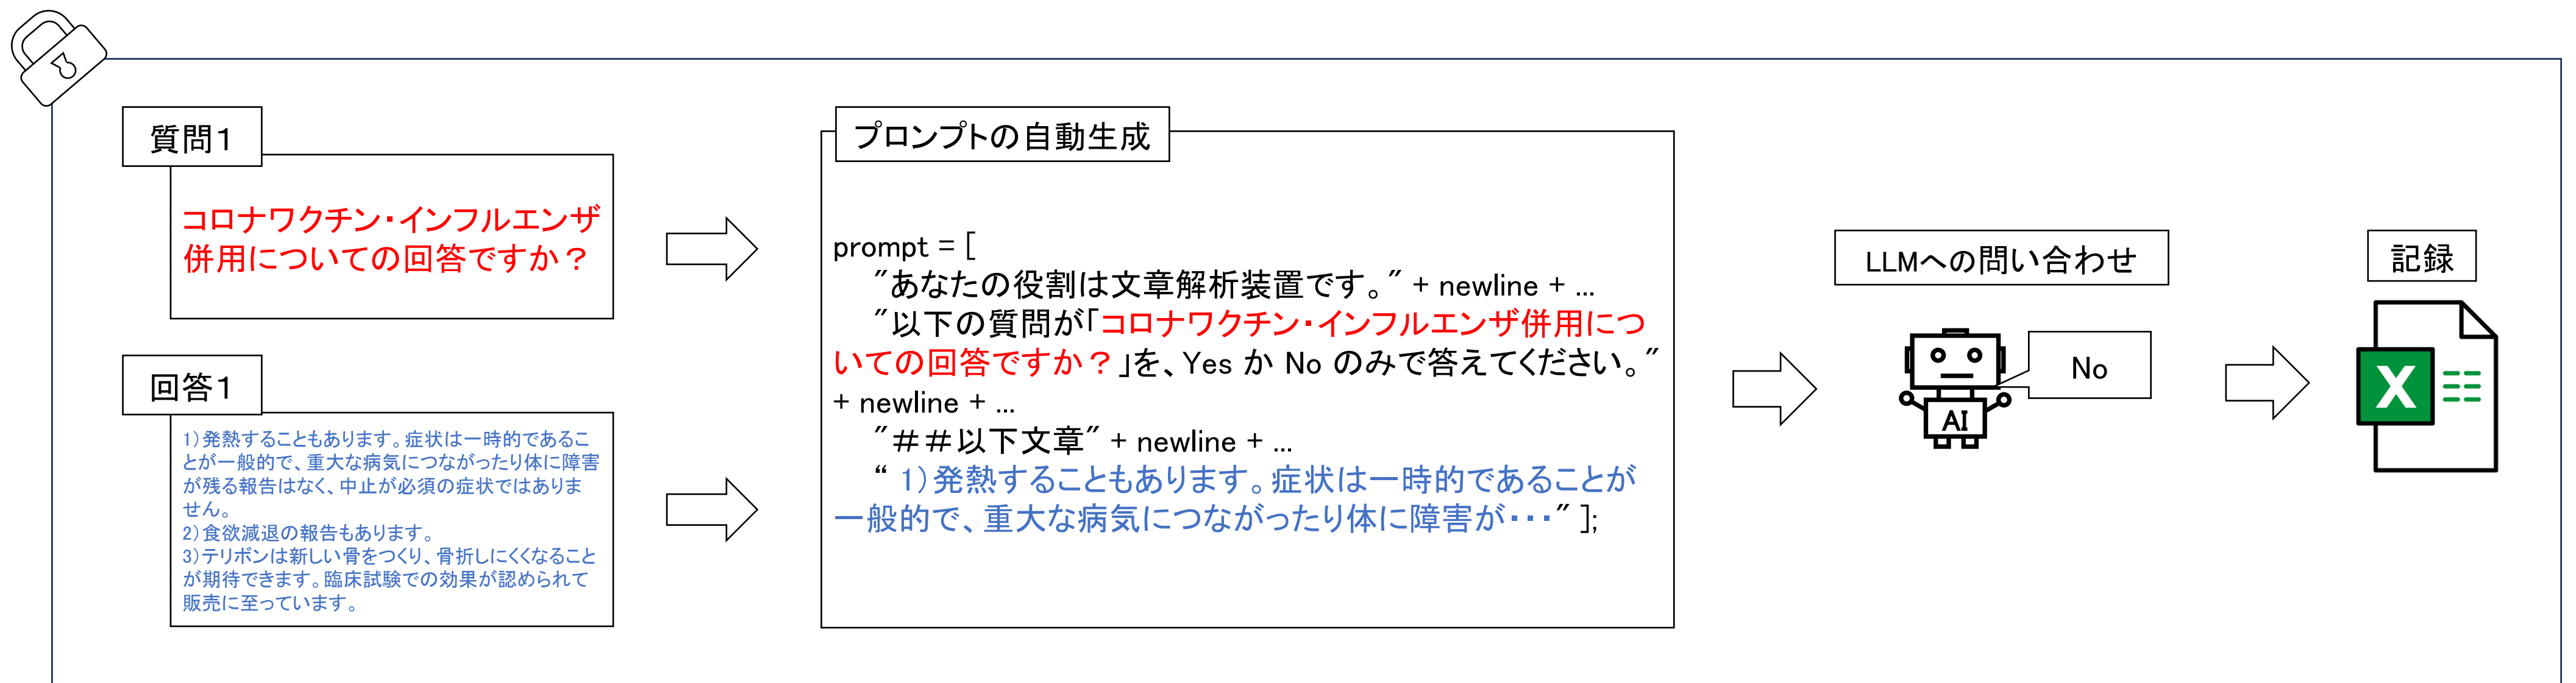 質問1
コロナワクチン・インフルエンザ
併用についての回答ですか？
回答1
1)発熱することもあります。症状は一時的であるこ
とが一般的で、重大な病気につながったり体に障害
が残る報告はなく、中止が必須の症状ではありま
せん。
2)食欲減退の報告もあります。
3)テリボンは新しい骨をつくり、骨折しにくくなること
が期待できます。臨床試験での効果が認められて
販売に至っています。
プロンプトの自動生成
prompt = [
"あなたの役割は文章解析装置です。" + newline + ...
"以下の質問が「コロナワクチン・インフルエンザ併用につ
いての回答ですか？」を、Yes か No のみで答えてください。"
+ newline + ...
"＃＃以下文章" + newline + ...
“ 1)発熱することもあります。症状は一時的であることが
一般的で、重大な病気につながったり体に障害が・・・" ];
LLMへの問い合わせ
No
AI
記録
X